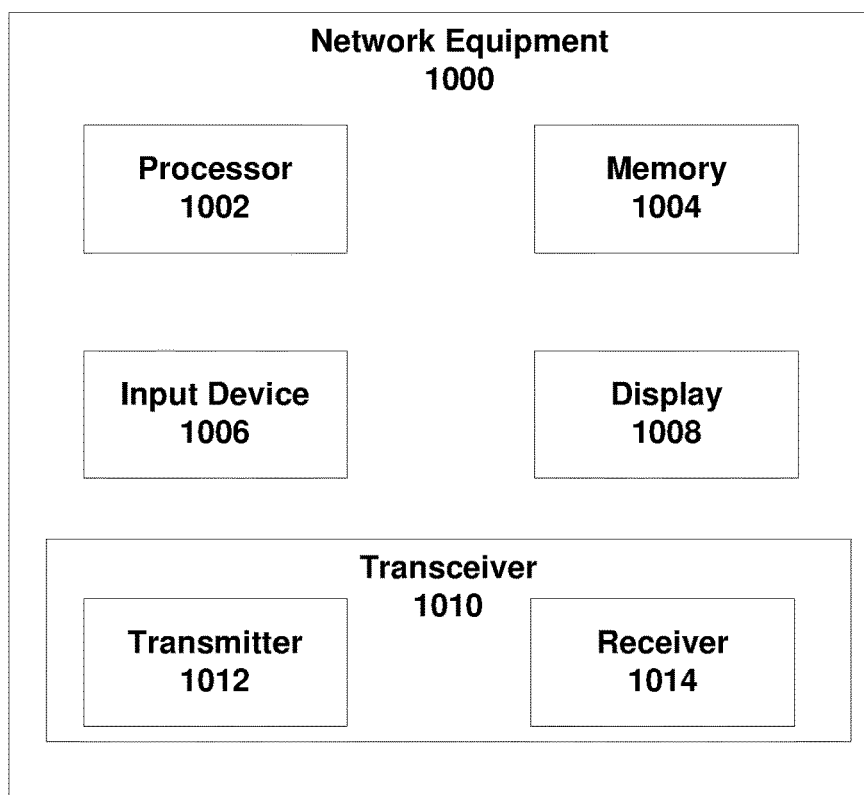 Network Equipment
1000
Processor
1002
Memory
1004
Input Device
1006
Display
1008
Transceiver
1010
Transmitter
1012
Receiver
1014